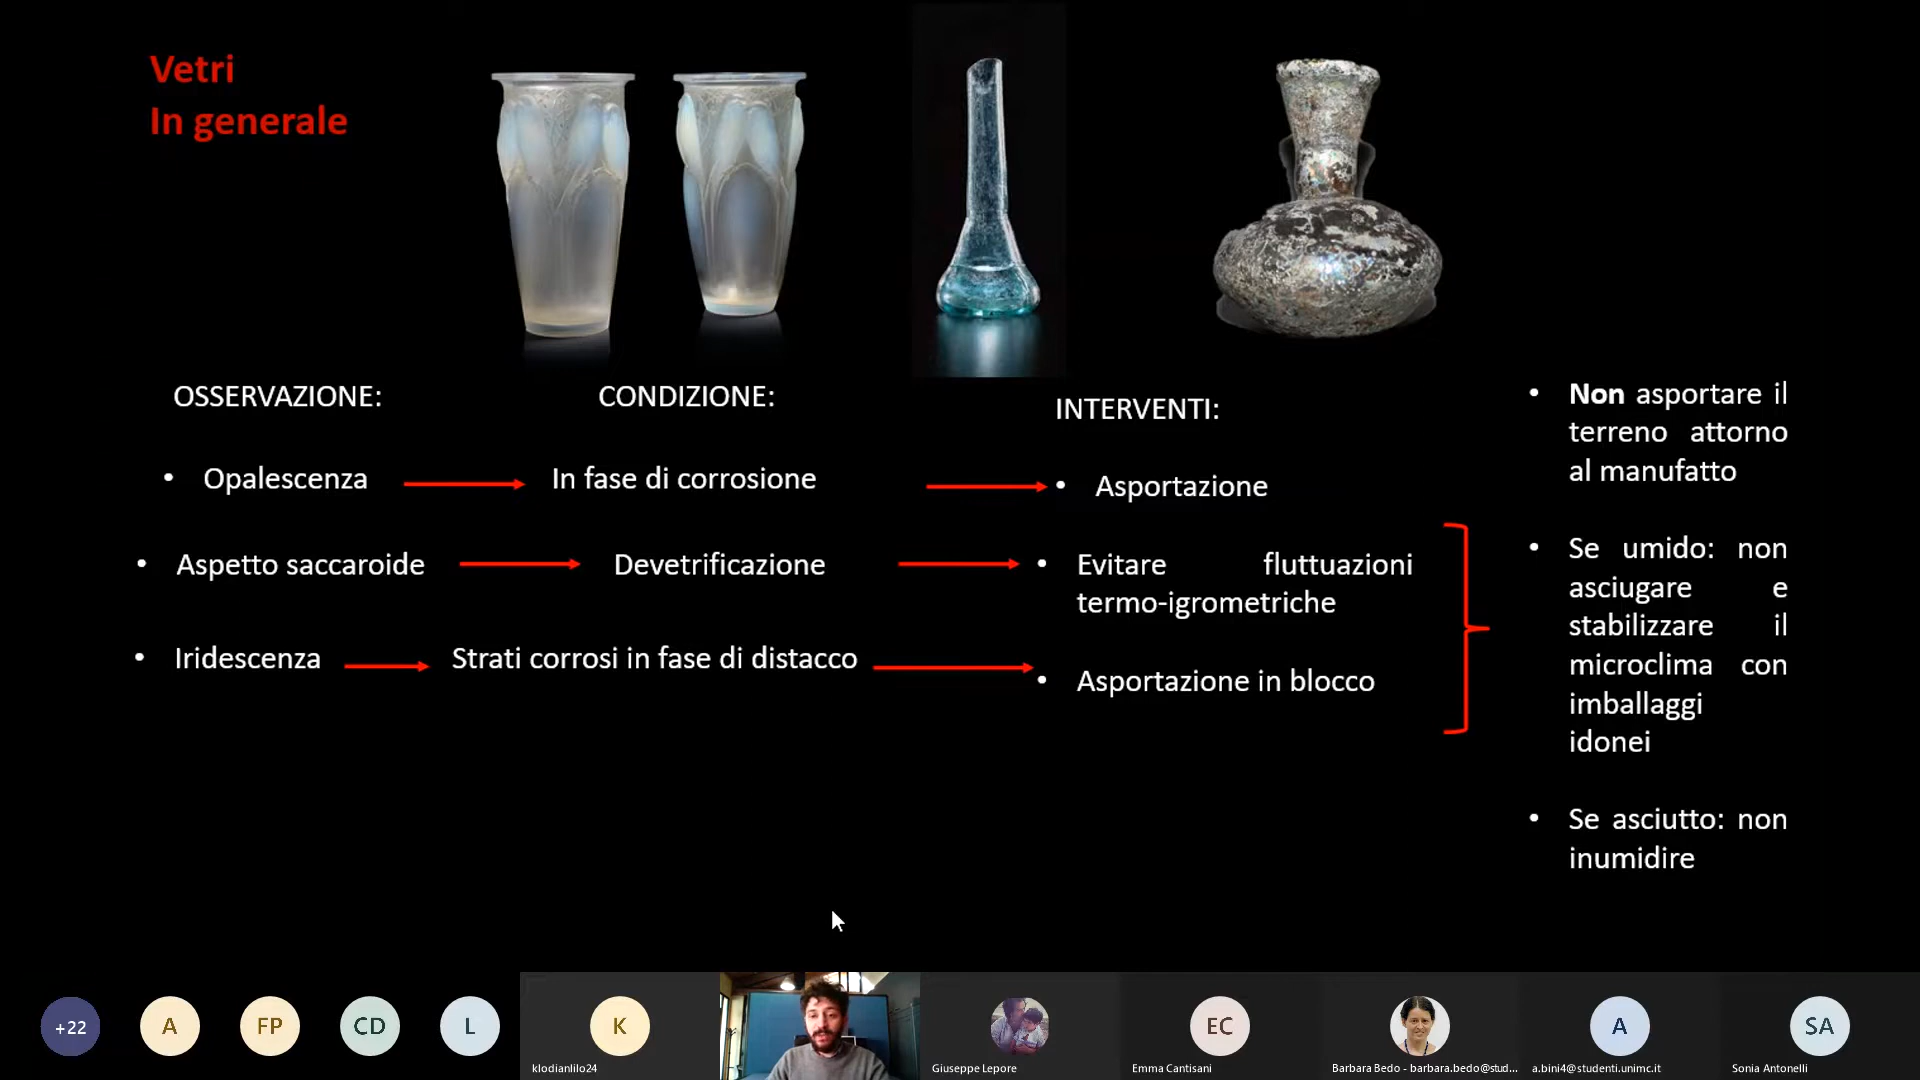 Vetri
In generale
OSSERVAZIONE:
CONDIZIONE:
INTERVENTI:
• Opalescenza
In fase di corrosione
• Asportazione
• Aspetto saccaroide
Devetrificazione
• Evitare fluttuazioni
termo-igrometriche
• Iridescenza
Strati corrosi in fase di distacco
• Asportazione in blocco
• Non asportare il
terreno attorno
al manufatto
• Se umido: non
asciugare e
stabilizzare il
microclima con
imballaggi
idonei
• Se asciutto: non
inumidire
+22
A
FP
CD
L
K
klodianlilo24
Giuseppe Lepore
EC
Emma Cantisani
Barbara Bedo - barbara.bedo@stud...
A
a.bini4@studenti.unimc.it
SA
Sonia Antonelli